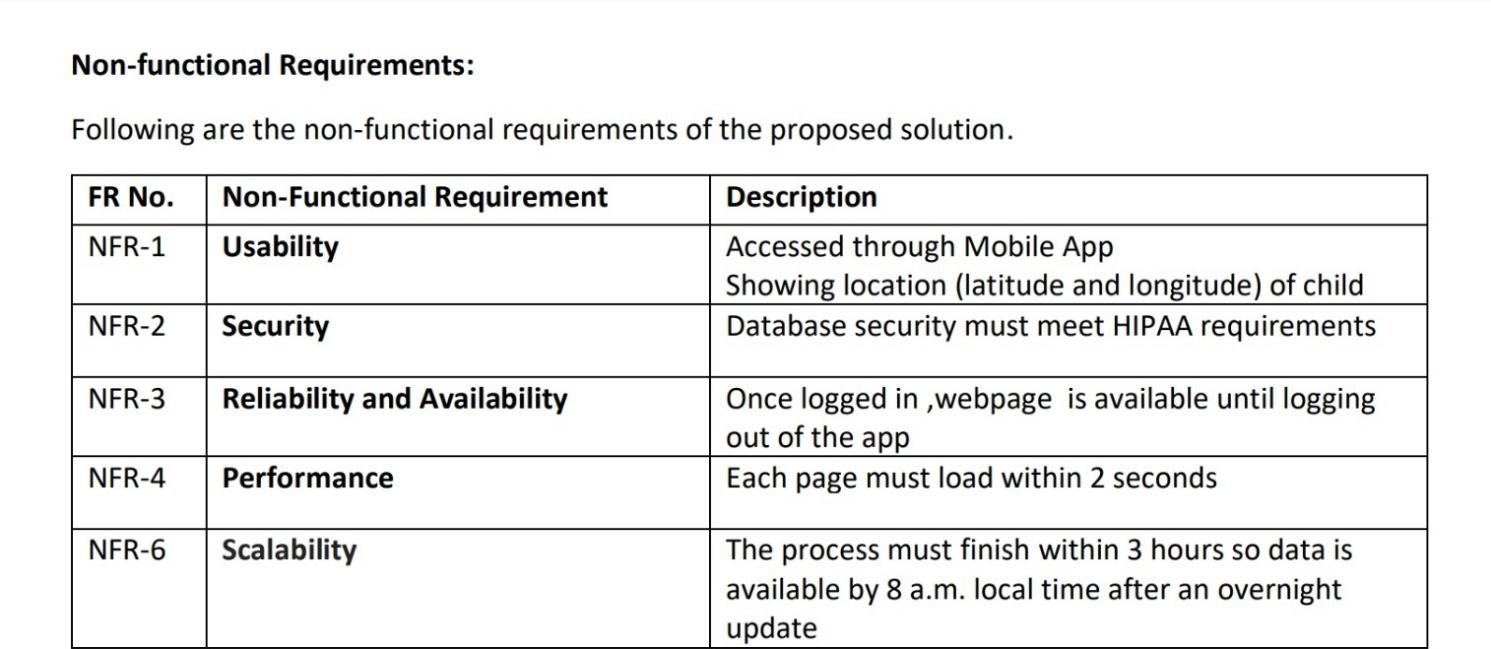 Non-functional Requirements:
Following are the non-functional requirements of the proposed solution.
FR No. Non-Functional Requirement Description
NFR-1 Usability Accessed through Mobile App
Showing location (latitude and longitude) of child
NFR-2 Security Database security must meet HIPAA requirements
NFR-3 Reliability and Availability Once logged in ,webpage  is available until logging
out of the app
NFR-4 Performance Each page must load within 2 seconds
NFR-6 Scalability The process must finish within 3 hours so data is
available by 8 a.m. local time after an overnight
update